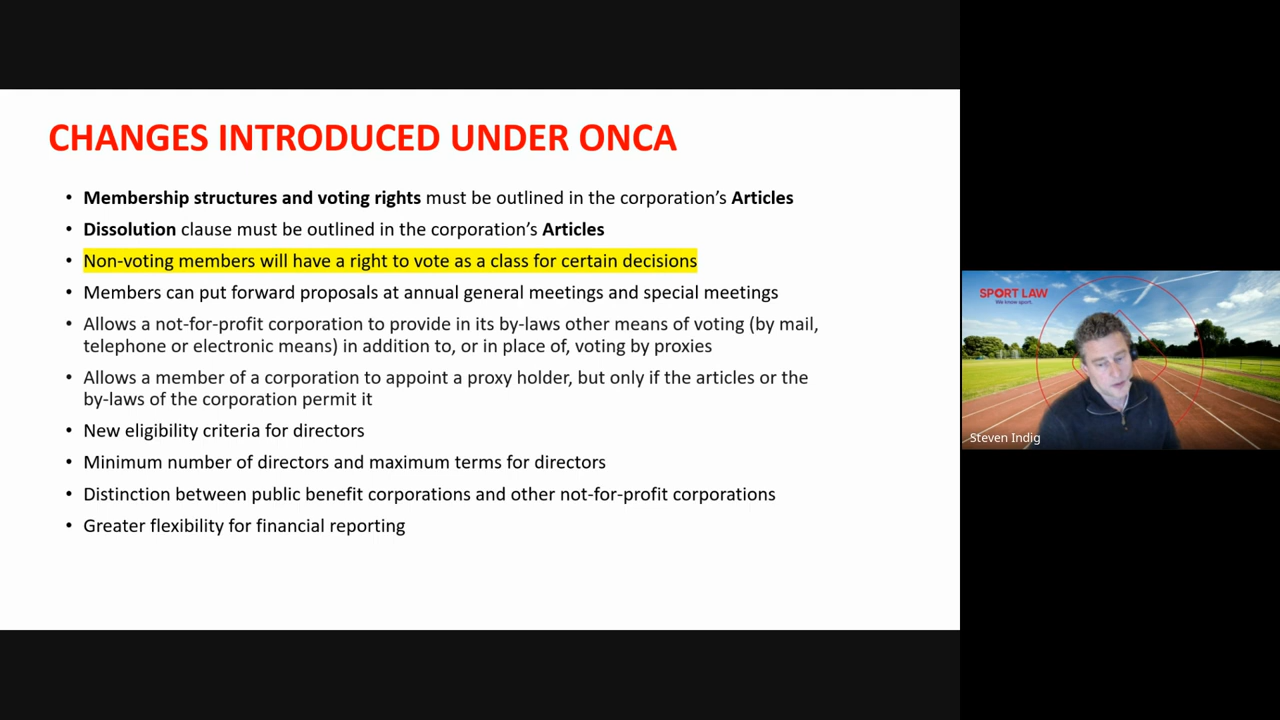 CHANGES INTRODUCED UNDER ONCA
• Membership structures and voting rights must be outlined in the corporation’s Articles
• Dissolution clause must be outlined in the corporation’s Articles
• Non-voting members will have a right to vote as a class for certain decisions
• Members can put forward proposals at annual general meetings and special meetings
• Allows a not-for-profit corporation to provide in its by-laws other means of voting (by mail,
telephone or electronic means) in addition to, or in place of, voting by proxies
• Allows a member of a corporation to appoint a proxy holder, but only if the articles or the
by-laws of the corporation permit it
• New eligibility criteria for directors
• Minimum number of directors and maximum terms for directors
• Distinction between public benefit corporations and other not-for-profit corporations
• Greater flexibility for financial reporting
SPORT LAW
We know sport.
Steven Indig